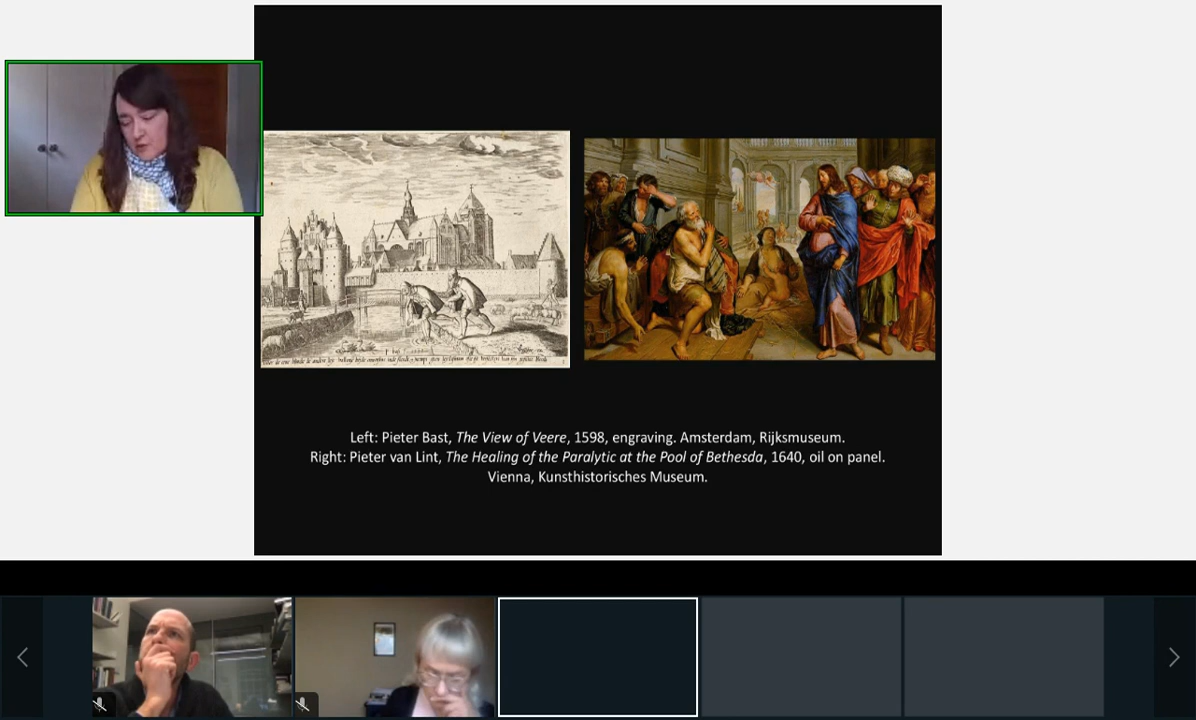 Left: Pieter Bast, The View of Veere, 1598, engraving. Amsterdam, Rijksmuseum.
Right: Pieter van Lint, The Healing of the Paralytic at the Pool of Bethesda, 1640, oil on panel.
Vienna, Kunsthistorisches Museum.